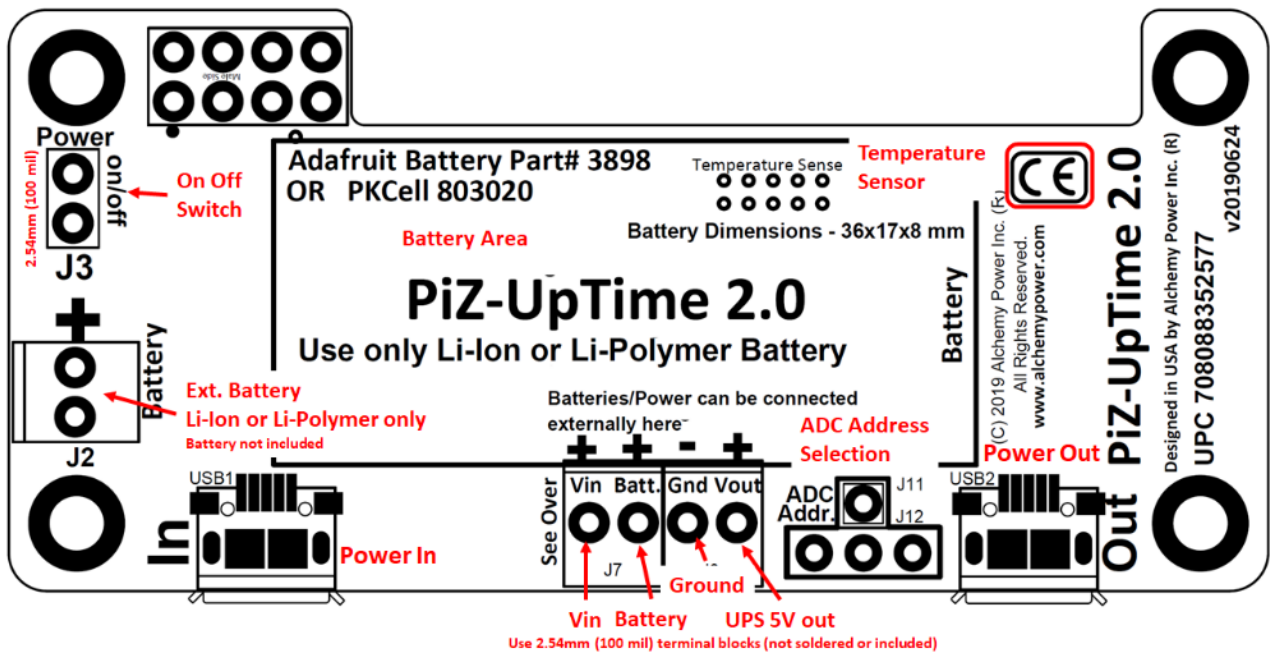 Male Side
Power
on/off
2.54mm (100 mil)
On Off
Switch
J3
+
Battery
Ext. Battery
Li-Ion or Li-Polymer only
Battery not included
J2
Adafruit Battery Part# 3898
OR PKCell 803020
Temperature Sense
Temperature
Sensor
CE
Battery Area
Battery Dimensions - 36x17x8 mm
PiZ-UpTime 2.0
Use only Li-Ion or Li-Polymer Battery
Battery
Batteries/Power can be connected
externally here
ADC Address
Selection
(C) 2019 Alchemy Power Inc. (R)
All Rights Reserved.
www.alchemypower.com
Out PiZ-UpTime 2.0
Designed in USA by Alchemy Power Inc. (R)
UPC 708088352577
v20190624
USB1
In
Power In
+ + - +
See Over
Vin Batt. Gnd Vout
J7
Ground
Vin Battery UPS 5V out
Use 2.54mm (100 mil) terminal blocks (not soldered or included)
ADC
Addr.
J11
J12
Power Out
USB2